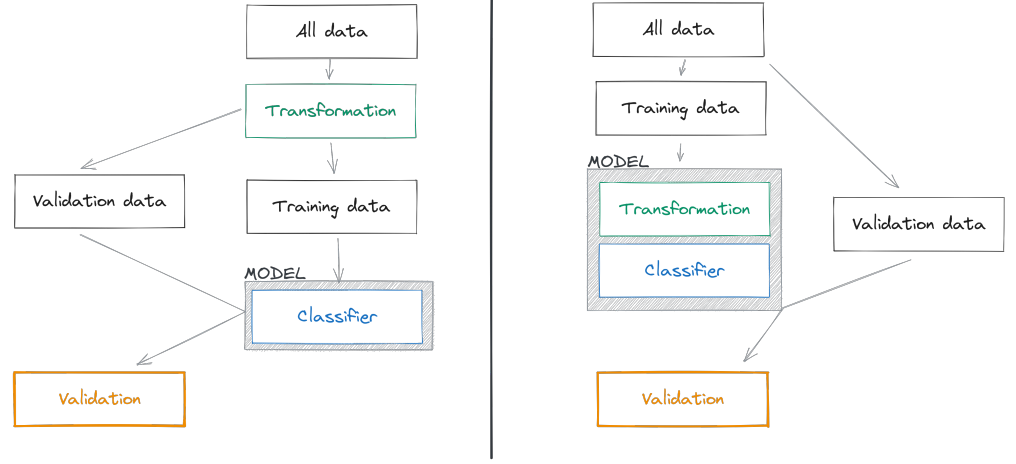 All data
Transformation
Validation data
Training data
MODEL
Classifier
Validation
All data
Training data
MODEL
Transformation
Validation data
Classifier
Validation